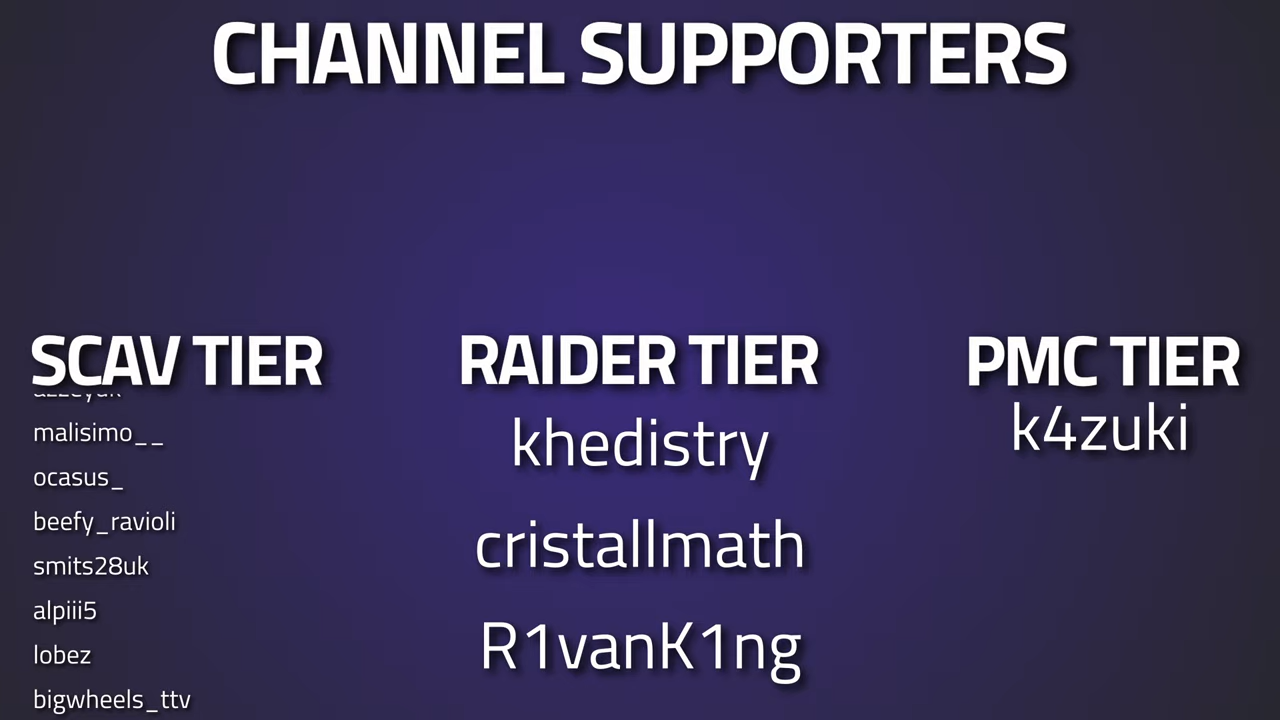 CHANNEL SUPPORTERS
SCAV TIER
malisimo__
ocasus_
beefy_ravioli
smits28uk
alpiii5
lobez
bigwheels_ttv
RAIDER TIER
khedistry
cristallmath
R1vanK1ng
PMC TIER
k4zuki